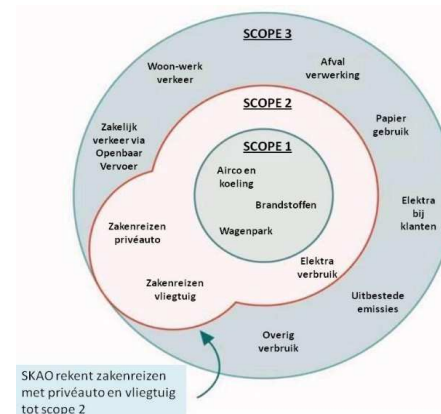 SCOPE 3
Woon-werk
verkeer
Afval
verwerking
SCOPE 2
Zakelijk
verkeer via
Openbaar
Vervoer
Papier
gebruik
SCOPE 1
Airco en
koeling
Brandstoffen
Wagenpark
Elektra
bij
klanten
Zakenreizen
privéauto
Elektra
verbruik
Zakenreizen
vliegtuig
Uitbestede
emissies
Overig
verbruik
SKAO rekent zakenreizen
met privéauto en vliegtuig
tot scope 2